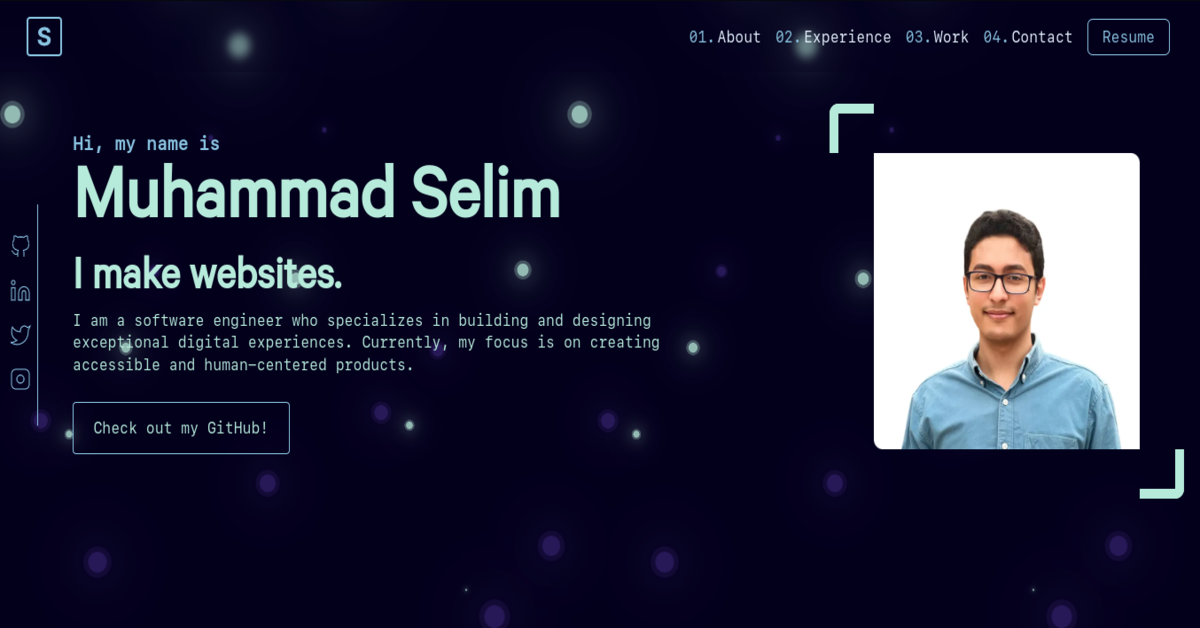 S
01. About 02. Experience 03. Work 04. Contact Resume
Hi, my name is
Muhammad Selim
I make websites.
I am a software engineer who specializes in building and designing
exceptional digital experiences. Currently, my focus is on creating
accessible and human-centered products.
Check out my GitHub!